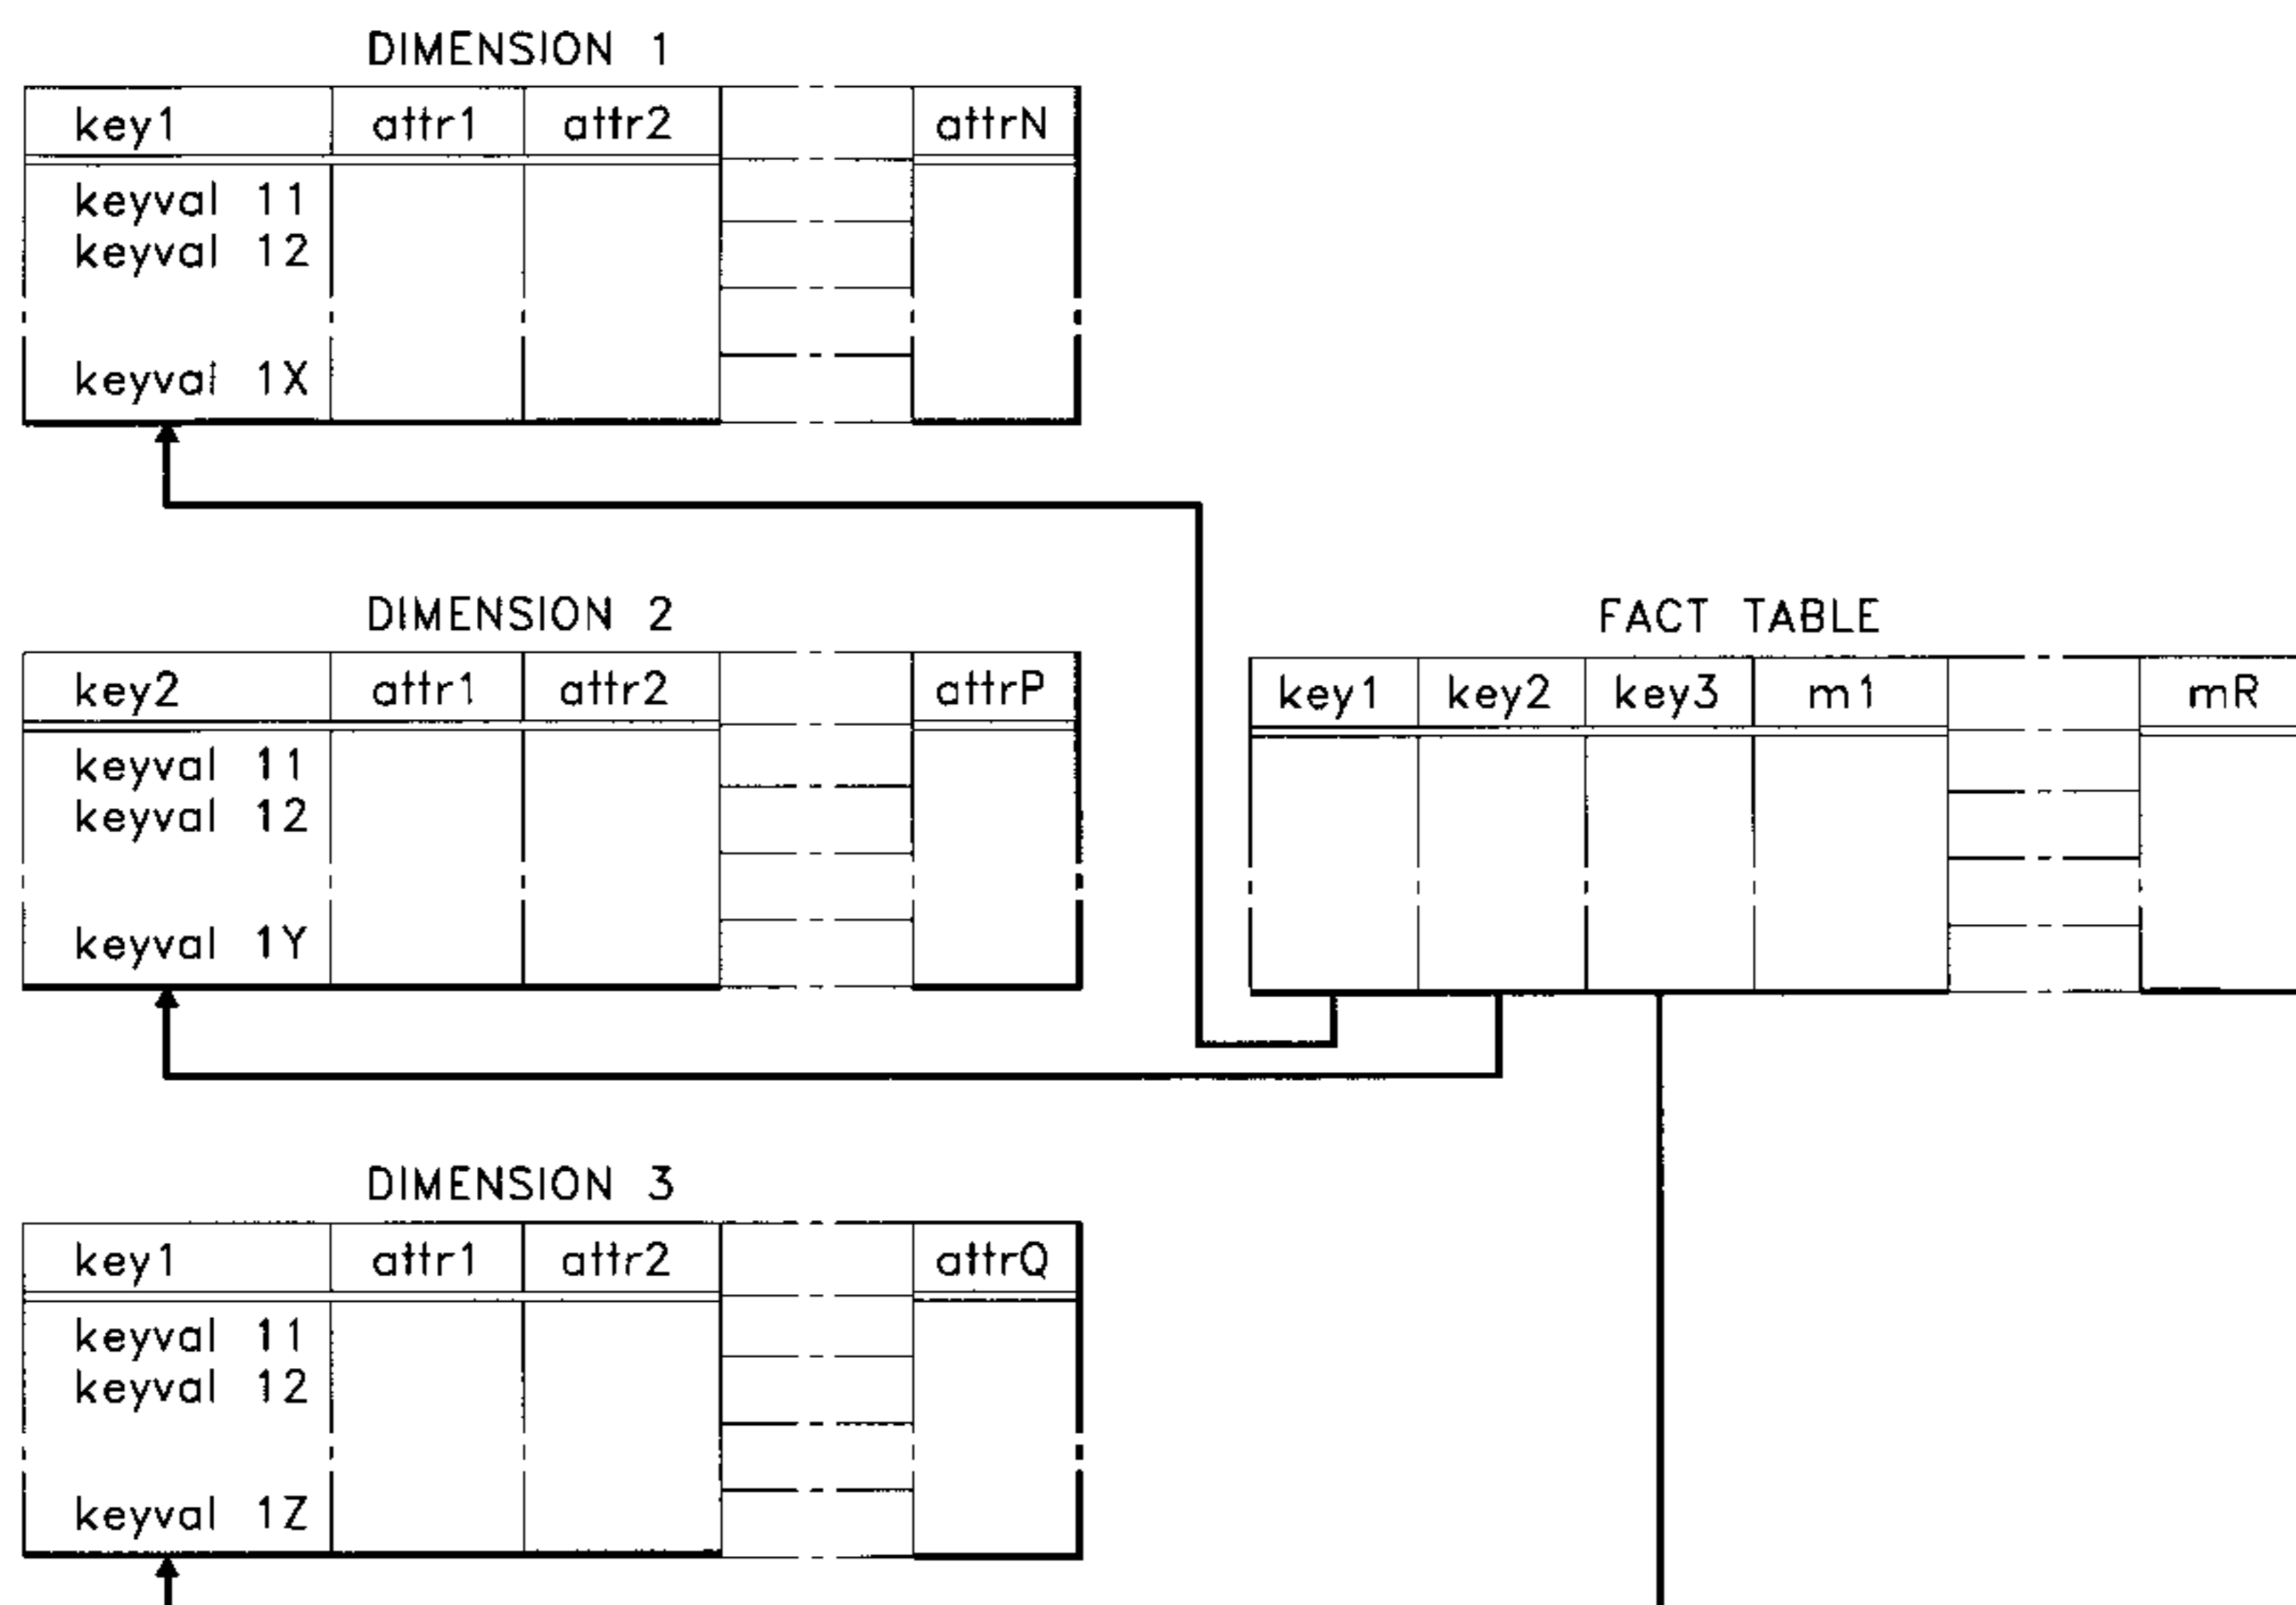 DIMENSION 1
key1 attr1 attr2 attrN
keyval 11
keyval 12
keyval 1X
DIMENSION 2
key2 attr1 attr2 attrP
keyval 11
keyval 12
keyval 1Y
FACT TABLE
key1 key2 key3 m1 mR
DIMENSION 3
key1 attr1 attr2 attrQ
keyval 11
keyval 12
keyval 1Z